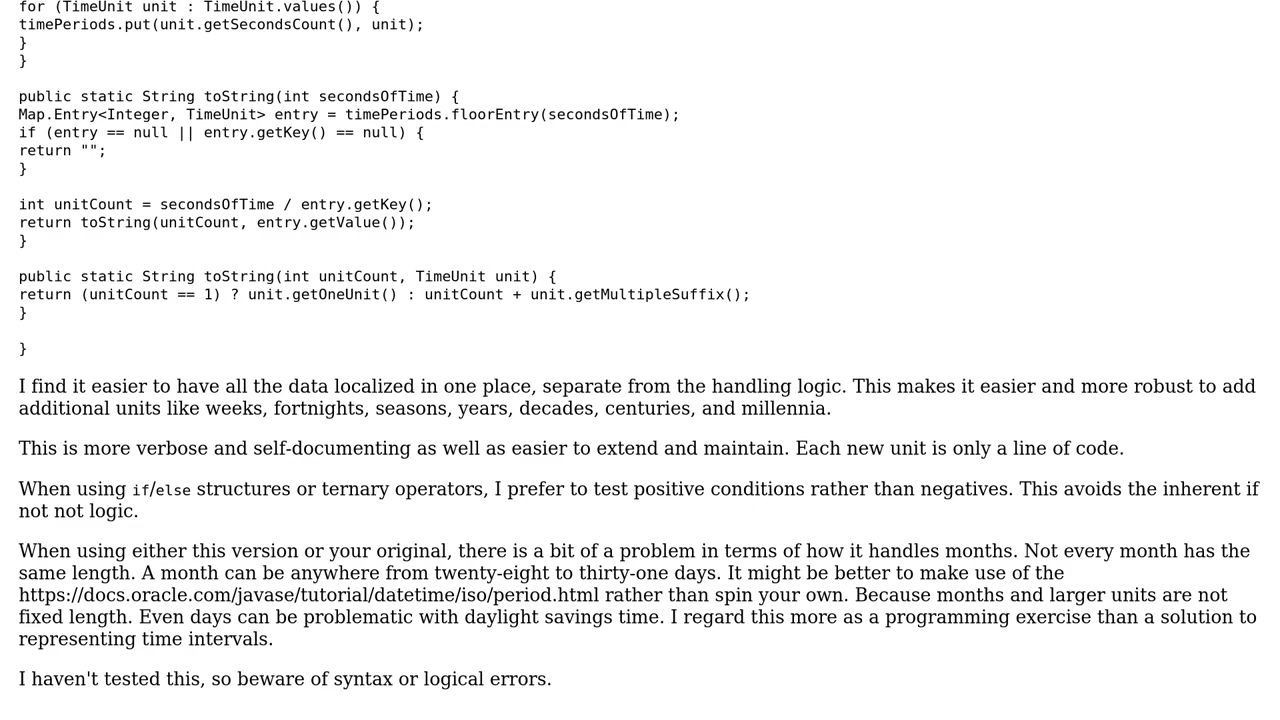 for (TimeUnit unit : TimeUnit.values()) {
timePeriods.put(unit.getSecondsCount(), unit);
}
}
public static String toString(int secondsOfTime) {
Map.Entry<Integer, TimeUnit> entry = timePeriods.floorEntry(secondsOfTime);
if (entry == null || entry.getKey() == null) {
return "";
}
int unitCount = secondsOfTime / entry.getKey();
return toString(unitCount, entry.getValue());
}
public static String toString(int unitCount, TimeUnit unit) {
return (unitCount == 1) ? unit.getOneUnit() : unitCount + unit.getMultipleSuffix();
}
}
I find it easier to have all the data localized in one place, separate from the handling logic. This makes it easier and more robust to add
additional units like weeks, fortnights, seasons, years, decades, centuries, and millennia.
This is more verbose and self-documenting as well as easier to extend and maintain. Each new unit is only a line of code.
When using if/else structures or ternary operators, I prefer to test positive conditions rather than negatives. This avoids the inherent if
not not logic.
When using either this version or your original, there is a bit of a problem in terms of how it handles months. Not every month has the
same length. A month can be anywhere from twenty-eight to thirty-one days. It might be better to make use of the
https://docs.oracle.com/javase/tutorial/datetime/iso/period.html rather than spin your own. Because months and larger units are not
fixed length. Even days can be problematic with daylight savings time. I regard this more as a programming exercise than a solution to
representing time intervals.
I haven't tested this, so beware of syntax or logical errors.